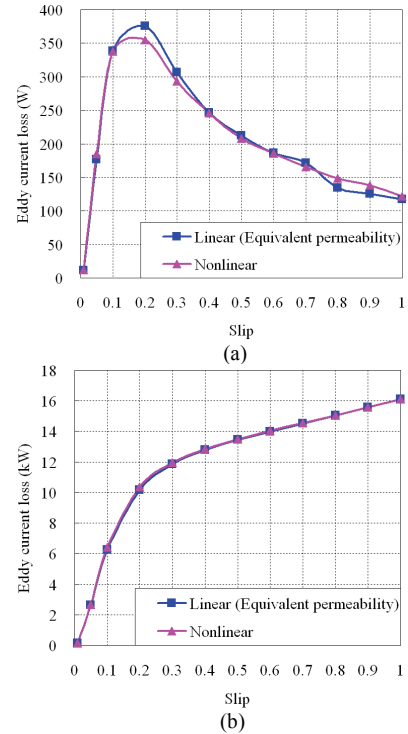 400
350
300
250
200
150
100
50
0
Eddy current loss (W)
Linear (Equivalent permeability)
Nonlinear
0 0.1 0.2 0.3 0.4 0.5 0.6 0.7 0.8 0.9 1
Slip
(a)
18
16
14
12
10
8
6
4
2
0
Eddy current loss (kW)
Linear (Equivalent permeability)
Nonlinear
0 0.1 0.2 0.3 0.4 0.5 0.6 0.7 0.8 0.9 1
Slip
(b)